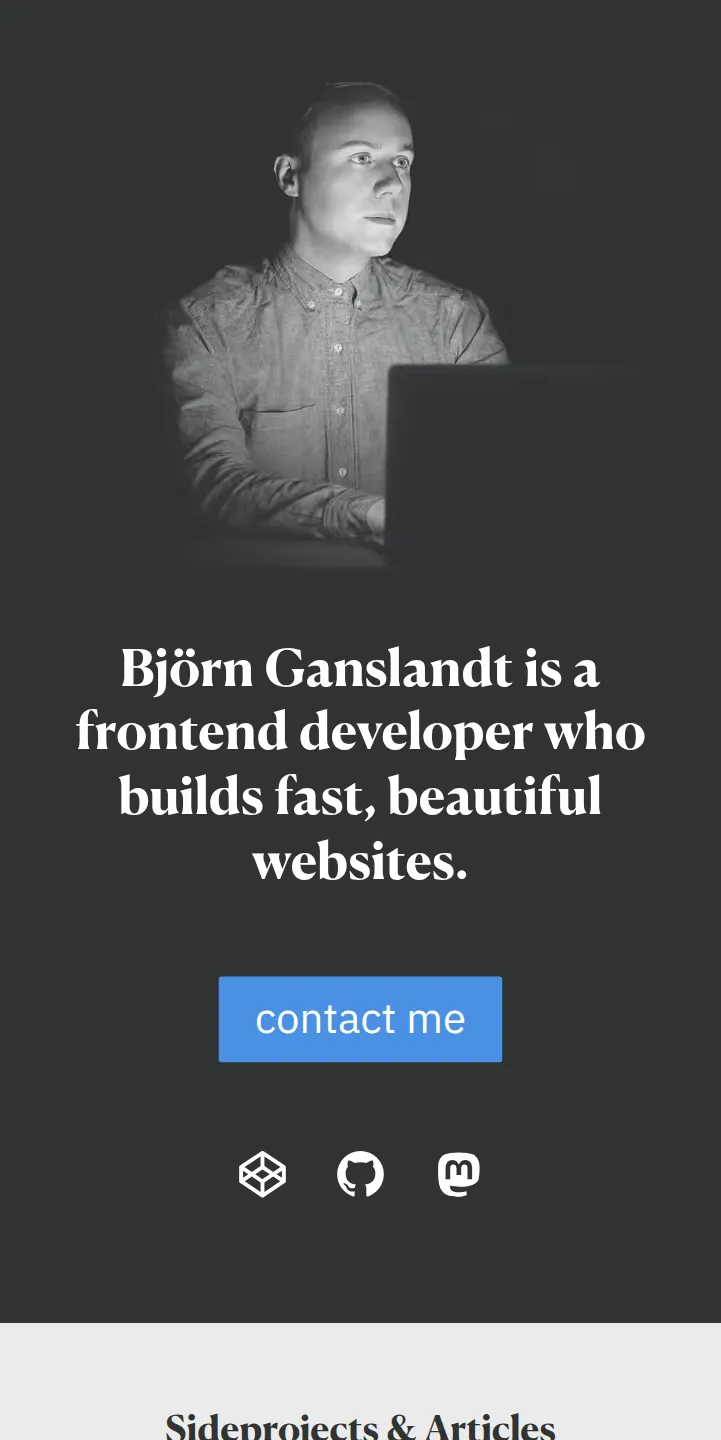 Björn Ganslandt is a
frontend developer who
builds fast, beautiful
websites.
contact me
Sideprojects & Articles